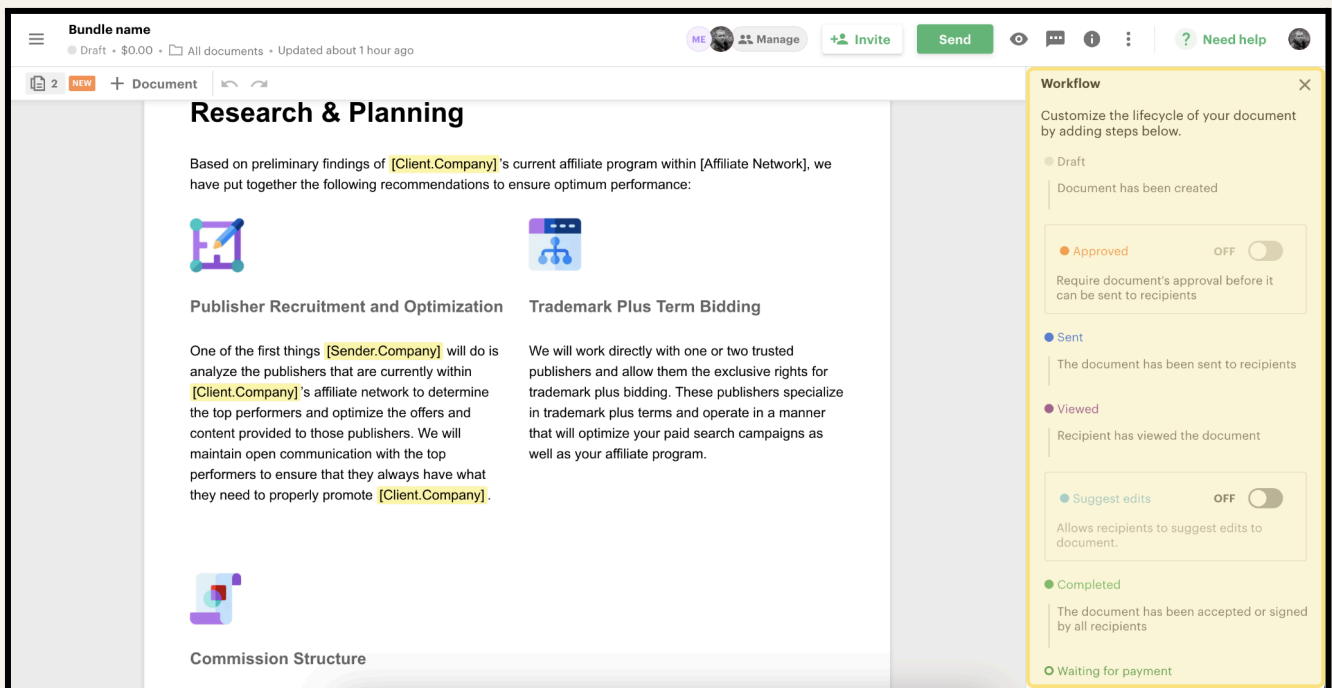 Bundle name
Draft • $0.00 • All documents • Updated about 1 hour ago
ME Manage
Invite
Send
? Need help
2 NEW + Document
Research & Planning
Based on preliminary findings of [Client.Company]'s current affiliate program within [Affiliate Network], we
have put together the following recommendations to ensure optimum performance:
Publisher Recruitment and Optimization
One of the first things [Sender.Company] will do is
analyze the publishers that are currently within
[Client.Company]'s affiliate network to determine
the top performers and optimize the offers and
content provided to those publishers. We will
maintain open communication with the top
performers to ensure that they always have what
they need to properly promote [Client.Company].
Trademark Plus Term Bidding
We will work directly with one or two trusted
publishers and allow them the exclusive rights for
trademark plus bidding. These publishers specialize
in trademark plus terms and operate in a manner
that will optimize your paid search campaigns as
well as your affiliate program.
Commission Structure
Workflow
Customize the lifecycle of your document
by adding steps below.
Draft
Document has been created
Approved OFF
Require document's approval before it
can be sent to recipients
Sent
The document has been sent to recipients
Viewed
Recipient has viewed the document
Suggest edits OFF
Allows recipients to suggest edits to
document.
Completed
The document has been accepted or signed
by all recipients
Waiting for payment